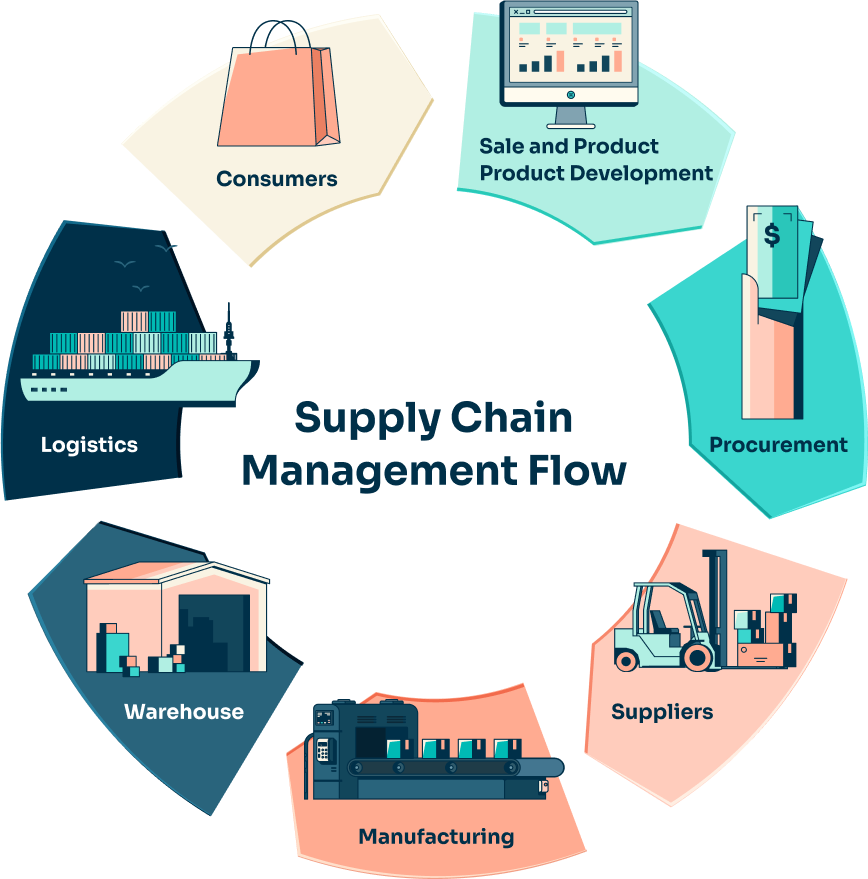 Consumers
Sale and Product
Product Development
$
Procurement
Logistics
Supply Chain
Management Flow
Suppliers
Warehouse
Manufacturing